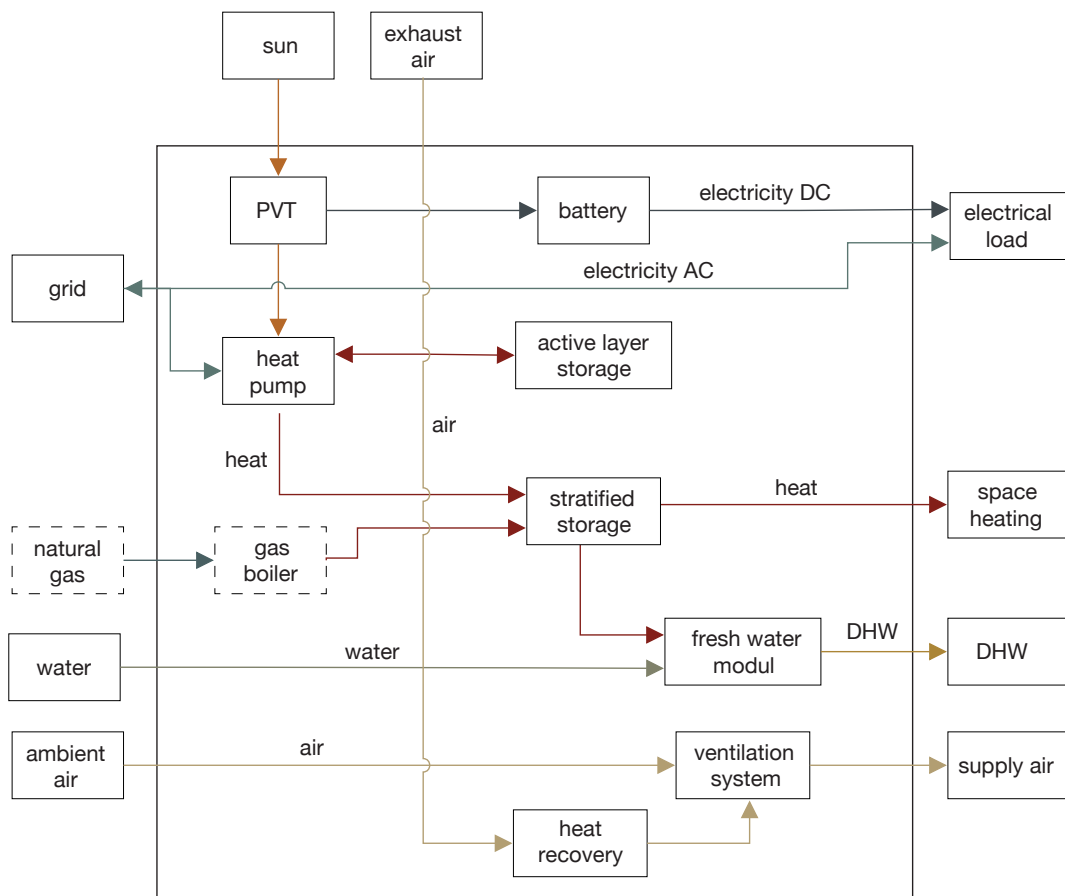 sun
exhaust
air
PVT
battery
electricity DC
electrical
load
grid
electricity AC
heat
pump
active layer
storage
air
heat
stratified
storage
heat
space
heating
natural
gas
gas
boiler
water
water
fresh water
modul
DHW
DHW
ambient
air
air
ventilation
system
supply air
heat
recovery